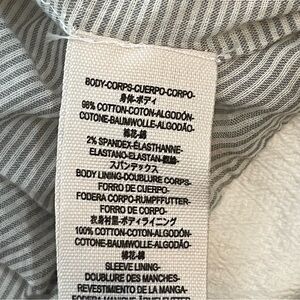 BODY-CORPS-CUERPO-CORPO-
身体-ボディ
98% COTTON-COTON-ALGODÓN-
COTONE-BAUMWOLLE-ALGODÃO-
棉花-綿
2% SPANDEX-ÉLASTHANNE-
ELASTANO-ELASTAN-
スパンデックス
BODY LINING-DOUBLURE CORPS-
FORRO DE CUERPO-
FODERA CORPO-RUMPFFUTTER-
FORRO DE CORPO-
衣身衬里-ボディライニング
100% COTTON-COTON-ALGODÓN-
COTONE-BAUMWOLLE-ALGODÃO-
棉花-綿
SLEEVE LINING-
DOUBLURE DES MANCHES-
REVESTIMIENTO DE LA MANGA-
FODERA MANICHE-ÄRMELFUTTER-